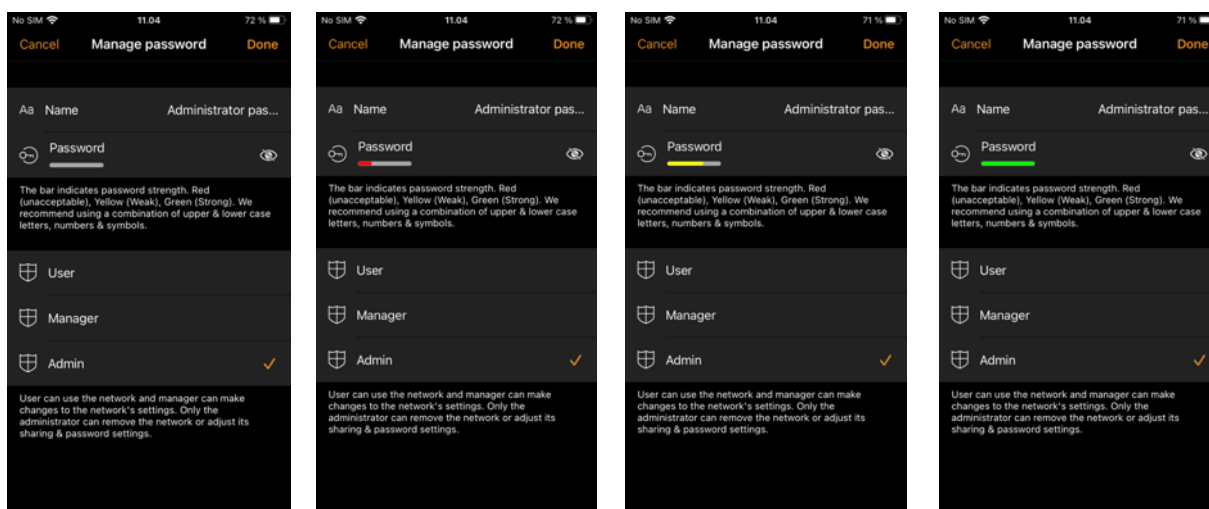 No SIM 11.04 72 %
Cancel Manage password Done
Aa Name Administrator pas...
Password
The bar indicates password strength. Red
(unacceptable), Yellow (Weak), Green (Strong). We
recommend using a combination of upper & lower case
letters, numbers & symbols.
User
Manager
Admin
User can use the network and manager can make
changes to the network's settings. Only the
administrator can remove the network or adjust its
sharing & password settings.
No SIM 11.04 72 %
Cancel Manage password Done
Aa Name Administrator pas...
Password
The bar indicates password strength. Red
(unacceptable), Yellow (Weak), Green (Strong). We
recommend using a combination of upper & lower case
letters, numbers & symbols.
User
Manager
Admin
User can use the network and manager can make
changes to the network's settings. Only the
administrator can remove the network or adjust its
sharing & password settings.
No SIM 11.04 71 %
Cancel Manage password Done
Aa Name Administrator pas...
Password
The bar indicates password strength. Red
(unacceptable), Yellow (Weak), Green (Strong). We
recommend using a combination of upper & lower case
letters, numbers & symbols.
User
Manager
Admin
User can use the network and manager can make
changes to the network's settings. Only the
administrator can remove the network or adjust its
sharing & password settings.
No SIM 11.04 71 %
Cancel Manage password Done
Aa Name Administrator pas...
Password
The bar indicates password strength. Red
(unacceptable), Yellow (Weak), Green (Strong). We
recommend using a combination of upper & lower case
letters, numbers & symbols.
User
Manager
Admin
User can use the network and manager can make
changes to the network's settings. Only the
administrator can remove the network or adjust its
sharing & password settings.